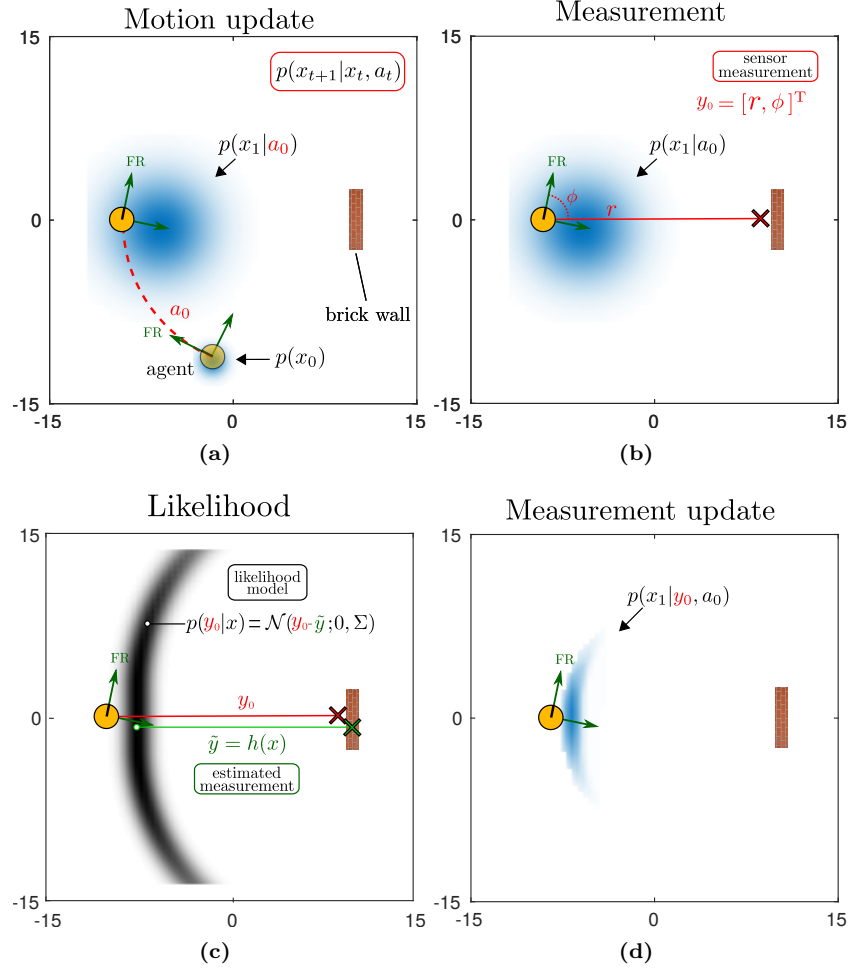 Motion update
15
p(x_{t+1}|x_t, a_t)
p(x_1|a_0)
FR
0
a_0
brick wall
FR
agent
p(x_0)
-15
-15
0
15
(a)
Measurement
15
sensor
measurement
y_0 = [r, ϕ]^T
p(x_1|a_0)
FR
ϕ
r
0
-15
-15
0
15
(b)
Likelihood
15
likelihood
model
p(y_0|x) = 𝒩(y_0-ỹ;0, Σ)
FR
y_0
0
ỹ = h(x)
estimated
measurement
-15
-15
0
15
(c)
Measurement update
15
p(x_1|y_0, a_0)
FR
0
-15
-15
0
15
(d)